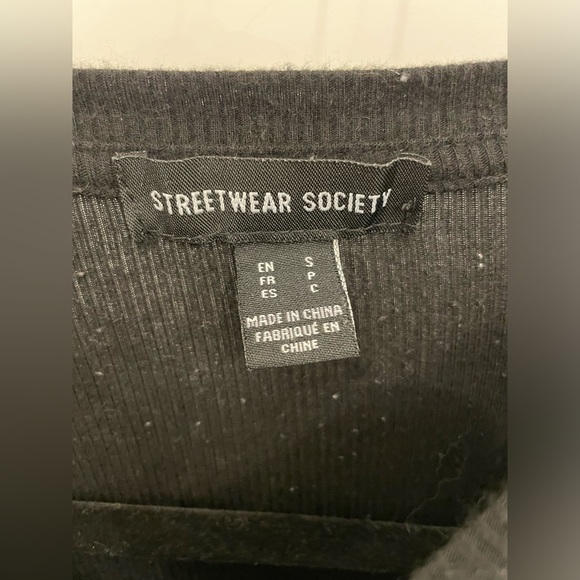 STREETWEAR SOCIETY
EN S
FR P
ES C
MADE IN CHINA
FABRIQUÉ EN
CHINE